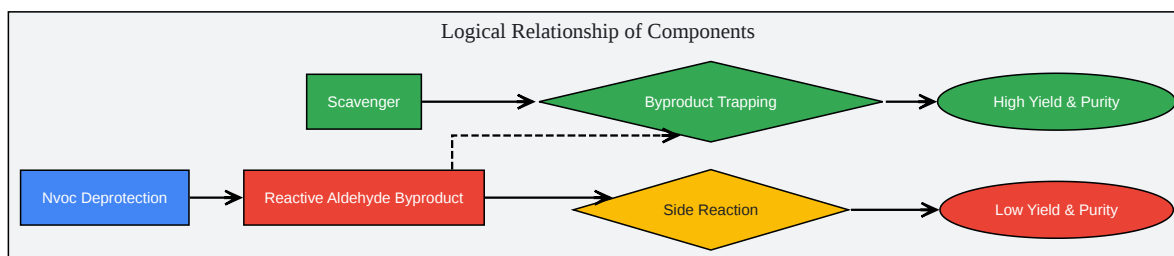 Logical Relationship of Components
Scavenger
Byproduct Trapping
High Yield & Purity
Nvoc Deprotection
Reactive Aldehyde Byproduct
Side Reaction
Low Yield & Purity